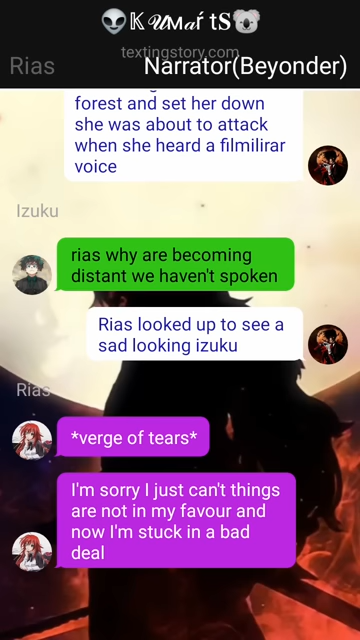 👽𝕂 𝓊мαŕ t𝐒🐨
textingstory.com
Rias Narrator(Beyonder)
forest and set her down
she was about to attack
when she heard a filmilirar
voice
Izuku
rias why are becoming
distant we haven't spoken
Rias looked up to see a
sad looking izuku
Rias
*verge of tears*
I'm sorry I just can't things
are not in my favour and
now I'm stuck in a bad
deal